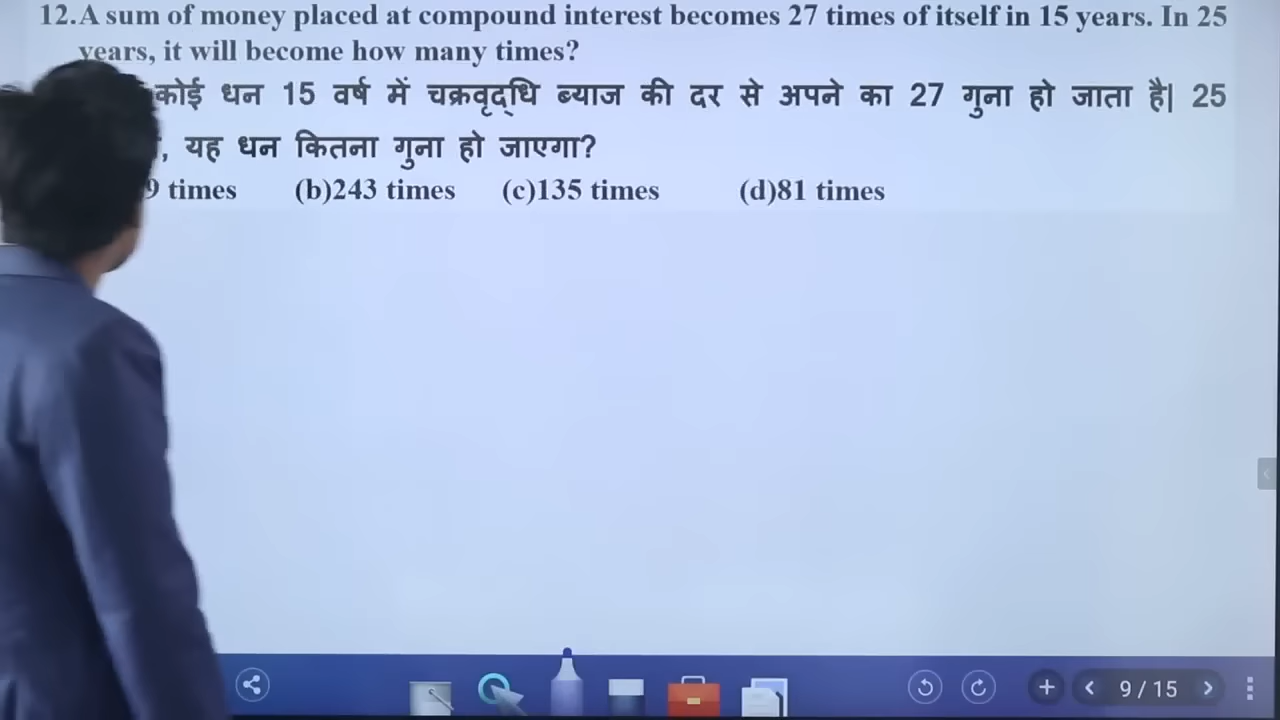 12.A sum of money placed at compound interest becomes 27 times of itself in 15 years. In 25
years, it will become how many times?
कोई धन 15 वर्ष में चक्रवृद्धि ब्याज की दर से अपने का 27 गुना हो जाता है| 25
, यह धन कितना गुना हो जाएगा?
9 times (b)243 times (c)135 times (d)81 times
9 / 15